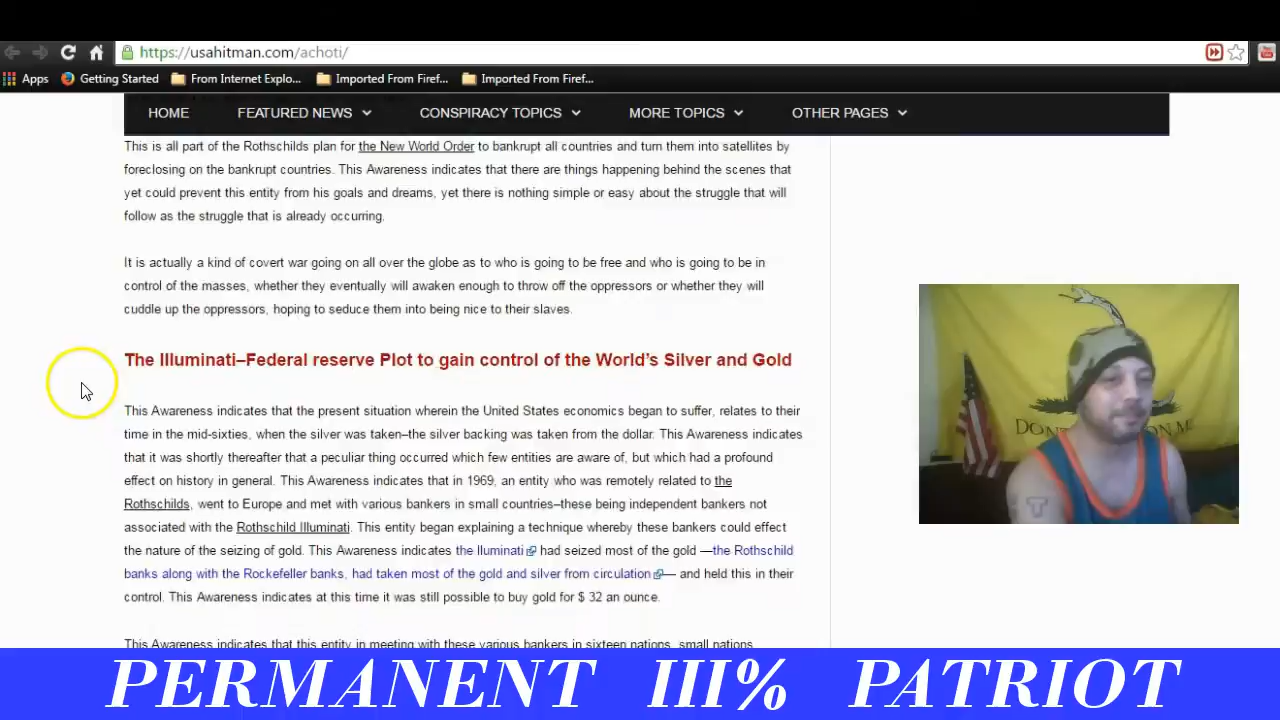 https://usahitman.com/achoti/
Apps Getting Started From Internet Explo... Imported From Firef... Imported From Firef...
HOME FEATURED NEWS CONSPIRACY TOPICS MORE TOPICS OTHER PAGES
This is all part of the Rothschilds plan for the New World Order to bankrupt all countries and turn them into satellites by
foreclosing on the bankrupt countries. This Awareness indicates that there are things happening behind the scenes that
yet could prevent this entity from his goals and dreams, yet there is nothing simple or easy about the struggle that will
follow as the struggle that is already occurring.
It is actually a kind of covert war going on all over the globe as to who is going to be free and who is going to be in
control of the masses, whether they eventually will awaken enough to throw off the oppressors or whether they will
cuddle up the oppressors, hoping to seduce them into being nice to their slaves.
The Illuminati–Federal reserve Plot to gain control of the World's Silver and Gold
This Awareness indicates that the present situation wherein the United States economics began to suffer, relates to their
time in the mid-sixties, when the silver was taken–the silver backing was taken from the dollar. This Awareness indicates
that it was shortly thereafter that a peculiar thing occurred which few entities are aware of, but which had a profound
effect on history in general. This Awareness indicates that in 1969, an entity who was remotely related to the
Rothschilds, went to Europe and met with various bankers in small countries–these being independent bankers not
associated with the Rothschild Illuminati. This entity began explaining a technique whereby these bankers could effect
the nature of the seizing of gold. This Awareness indicates the Iluminati had seized most of the gold —the Rothschild
banks along with the Rockefeller banks, had taken most of the gold and silver from circulation — and held this in their
control. This Awareness indicates at this time it was still possible to buy gold for $ 32 an ounce.
This Awareness indicates that this entity in meeting with these various bankers in sixteen nations, small nations
DON'T
ON M
T
PERMANENT III% PATRIOT